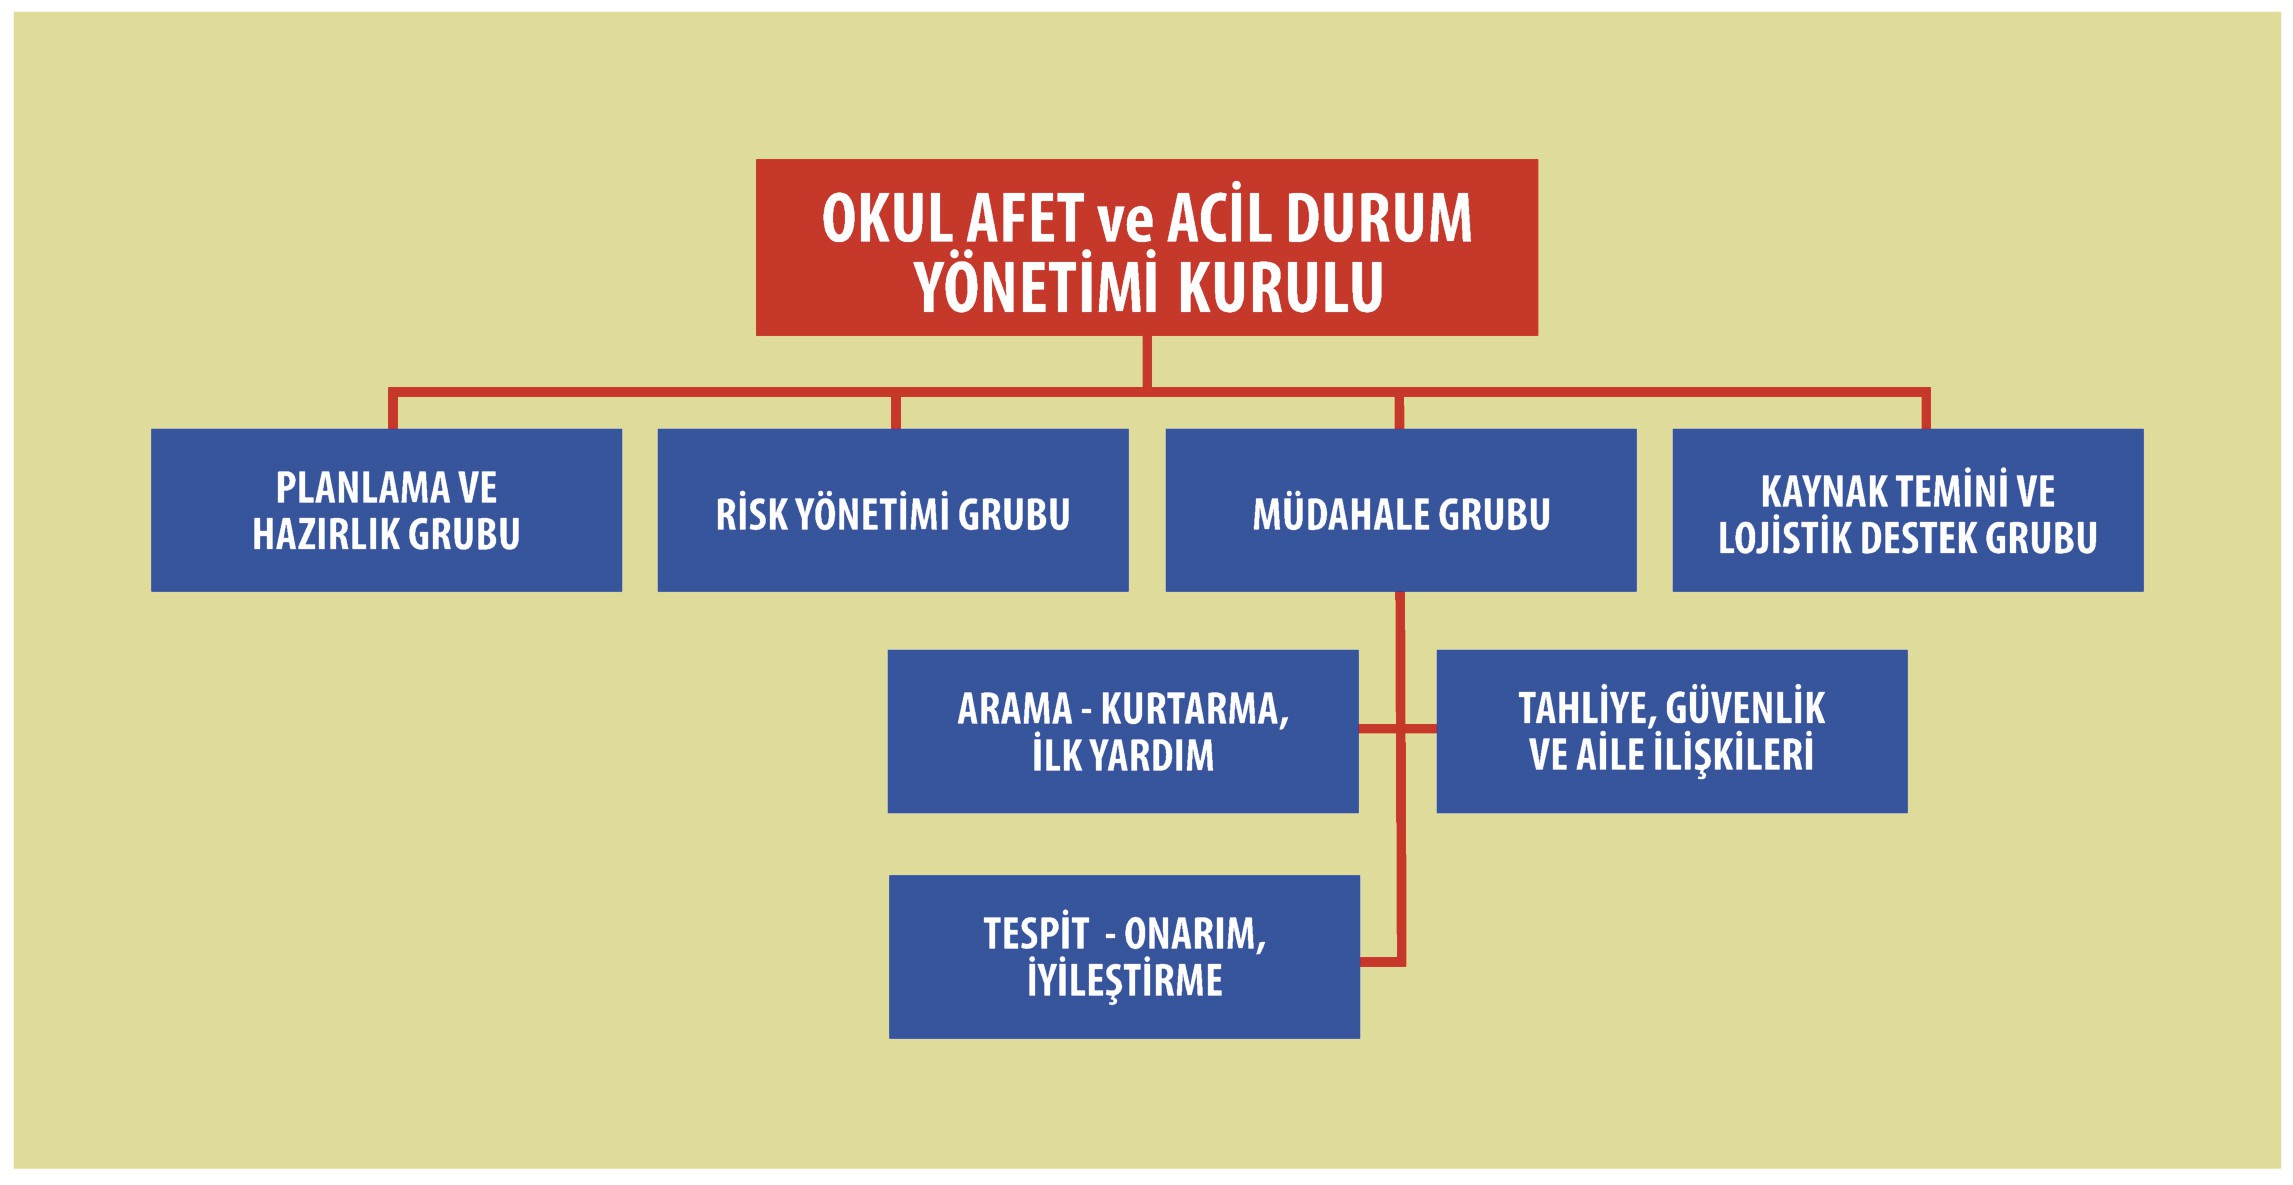 OKUL AFET ve ACİL DURUM
YÖNETİMİ KURULU
PLANLAMA VE
HAZIRLIK GRUBU
RİSK YÖNETİMİ GRUBU
MÜDAHALE GRUBU
KAYNAK TEMİNİ VE
LOJİSTİK DESTEK GRUBU
ARAMA - KURTARMA,
İLK YARDIM
TAHLİYE, GÜVENLİK
VE AİLE İLİŞKİLERİ
TESPİT - ONARIM,
İYİLEŞTİRME